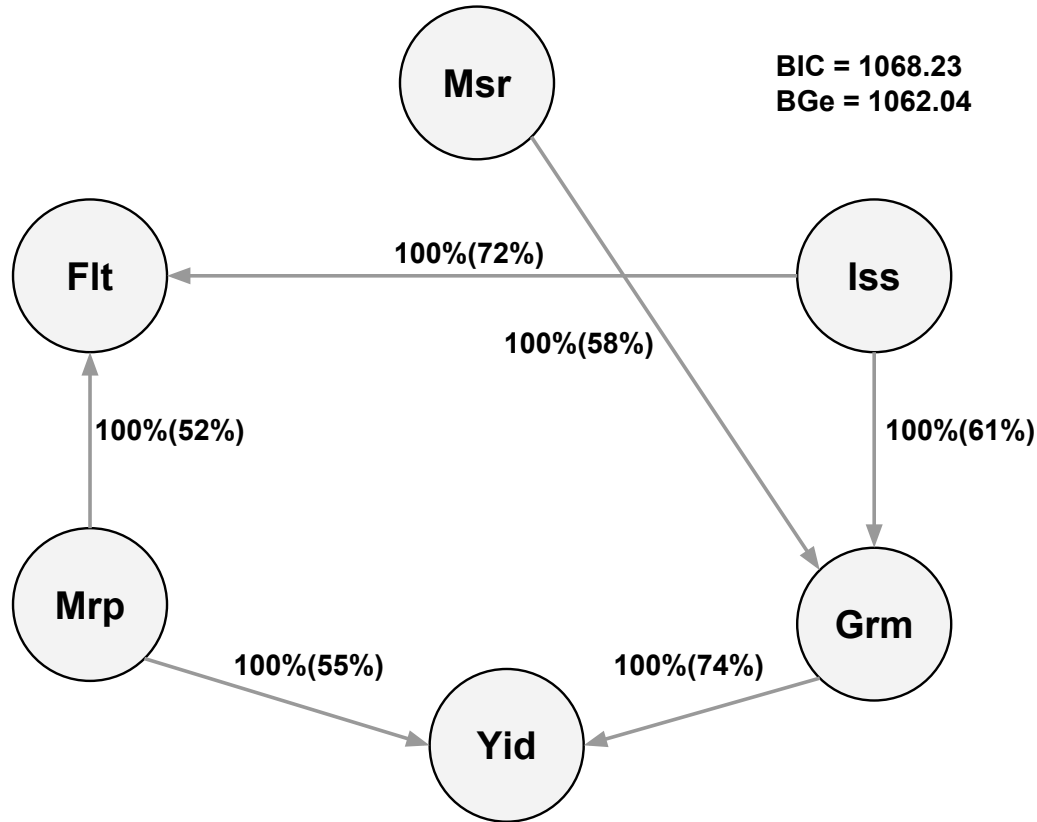 Msr
BIC = 1068.23
BGe = 1062.04
Flt
100%(72%)
Iss
100%(58%)
100%(52%)
100%(61%)
Mrp
Grm
100%(55%)
100%(74%)
Yid